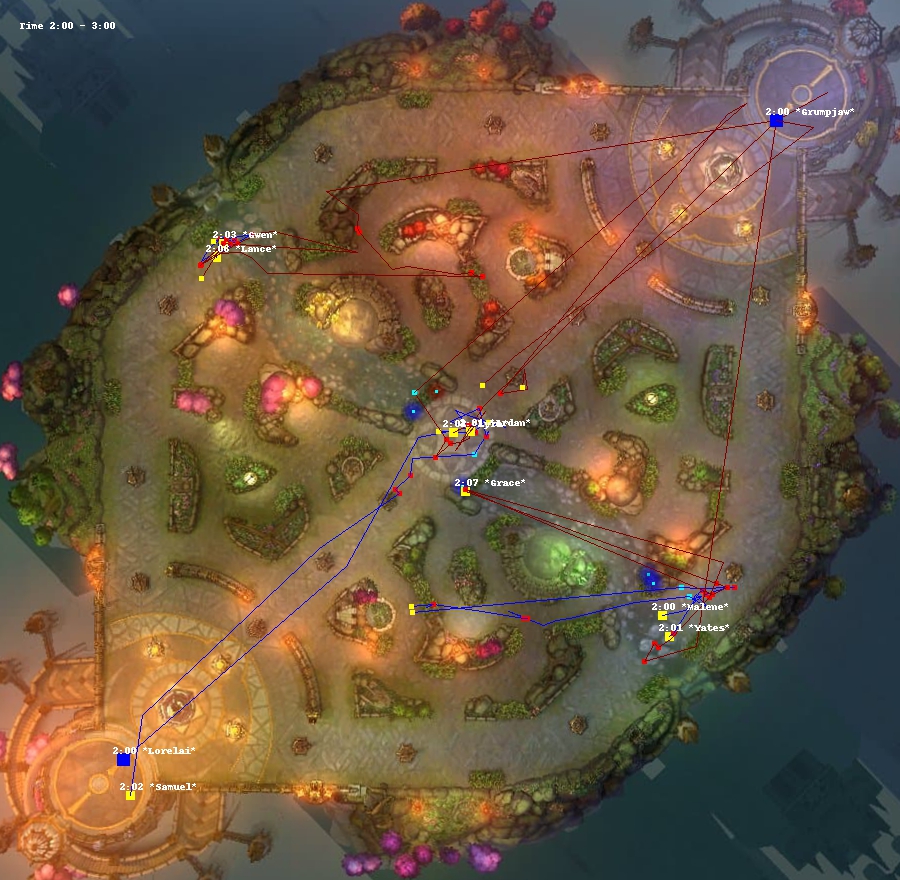 Time 2:00 - 3:00
2:00 *Grumpjaw*
2:03 *Gwen*
2:06 *Lance*
2:07 *Grace*
2:00 *Malene*
2:01 *Yates*
2:00 *Lorelai*
2:02 *Samuel*